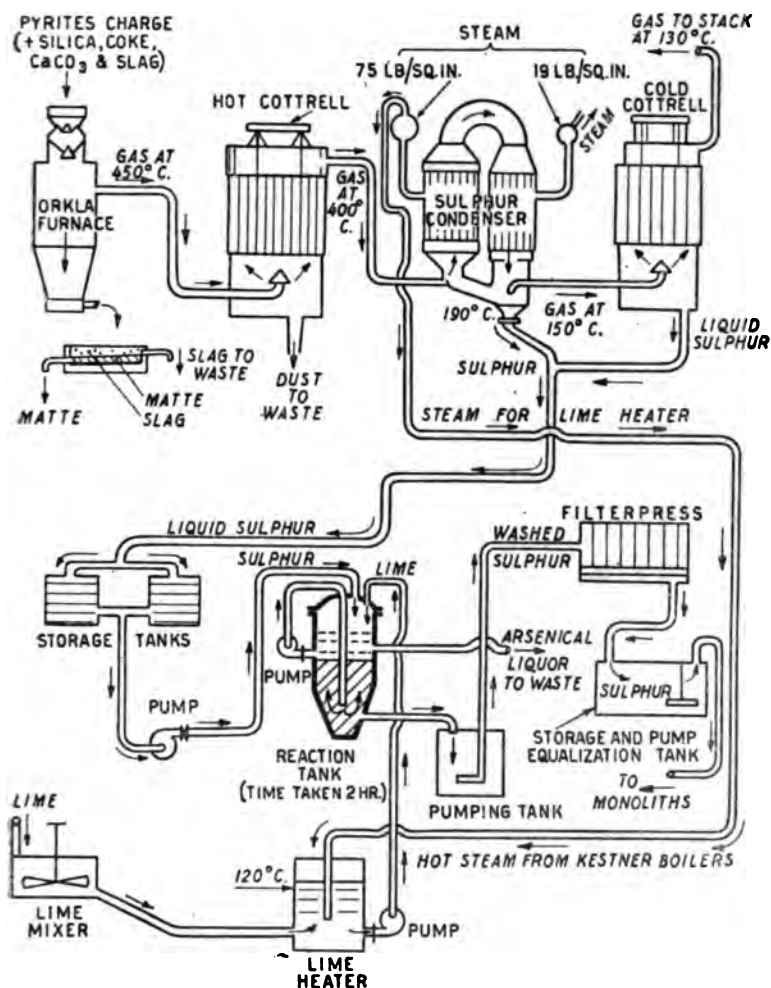 PYRITES CHARGE
(+ SILICA, COKE,
CaCO3 & SLAG)
STEAM
GAS TO STACK
AT 130°C.
75 LB/SQ.IN.
19 LB/SQ.IN.
HOT COTTRELL
COLD
COTTRELL
STEAM
GAS AT
450°C.
GAS
AT
400°
C.
ORKLA
FURNACE
SULPHUR
CONDENSER
190°C.
GAS AT
150°C.
LIQUID
SULPHUR
SULPHUR
SLAG TO
WASTE
MATTE
MATTE
SLAG
DUST
TO
WASTE
STEAM FOR LIME HEATER
FILTERPRESS
LIQUID SULPHUR
SULPHUR
LIME
WASHED
SULPHUR
STORAGE TANKS
PUMP
ARSENICAL
LIQUOR
TO WASTE
SULPHUR
PUMP
REACTION
TANK
(TIME TAKEN 2 HR.)
STORAGE AND PUMP
EQUALIZATION TANK
PUMPING TANK
TO
MONOLITHS
LIME
120°C.
HOT STEAM FROM KESTNER BOILERS
LIME
MIXER
PUMP
LIME
HEATER